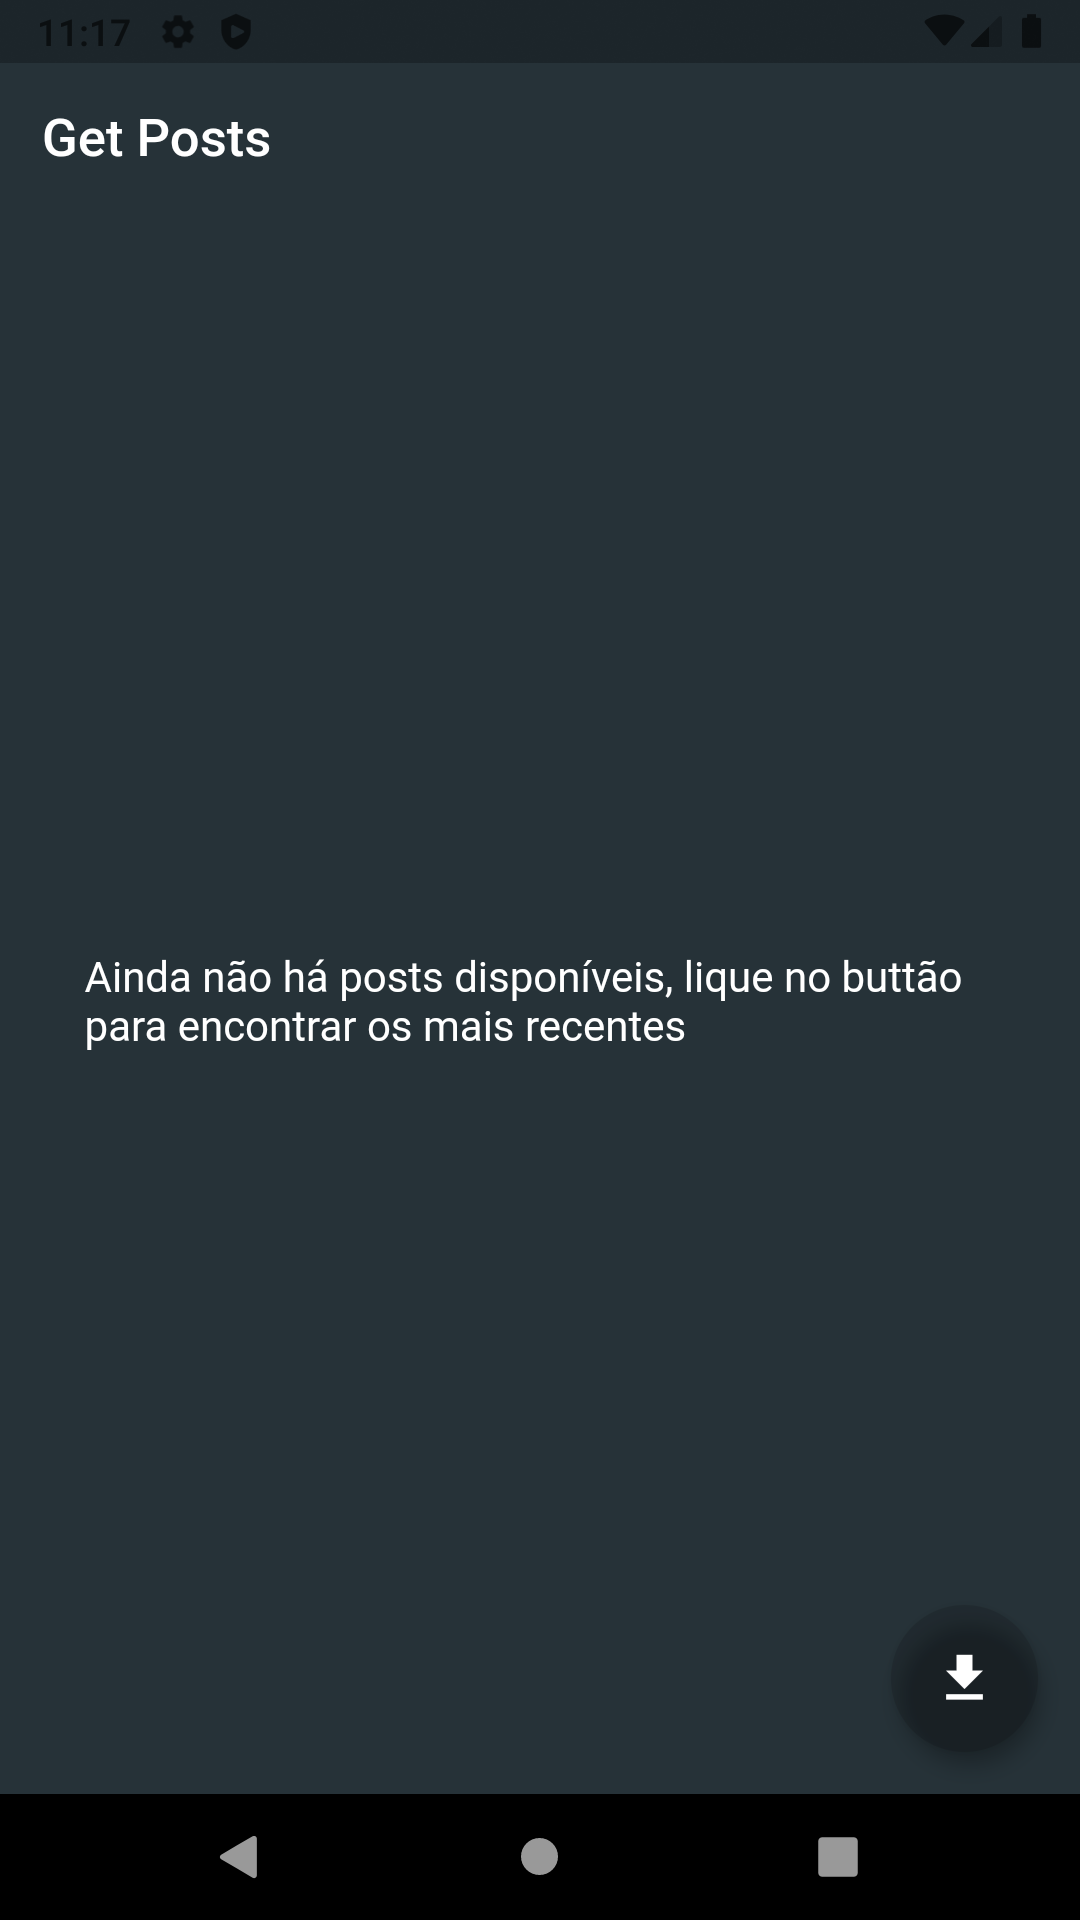 11:17
Get Posts
Ainda não há posts disponíveis, lique no buttão
para encontrar os mais recentes